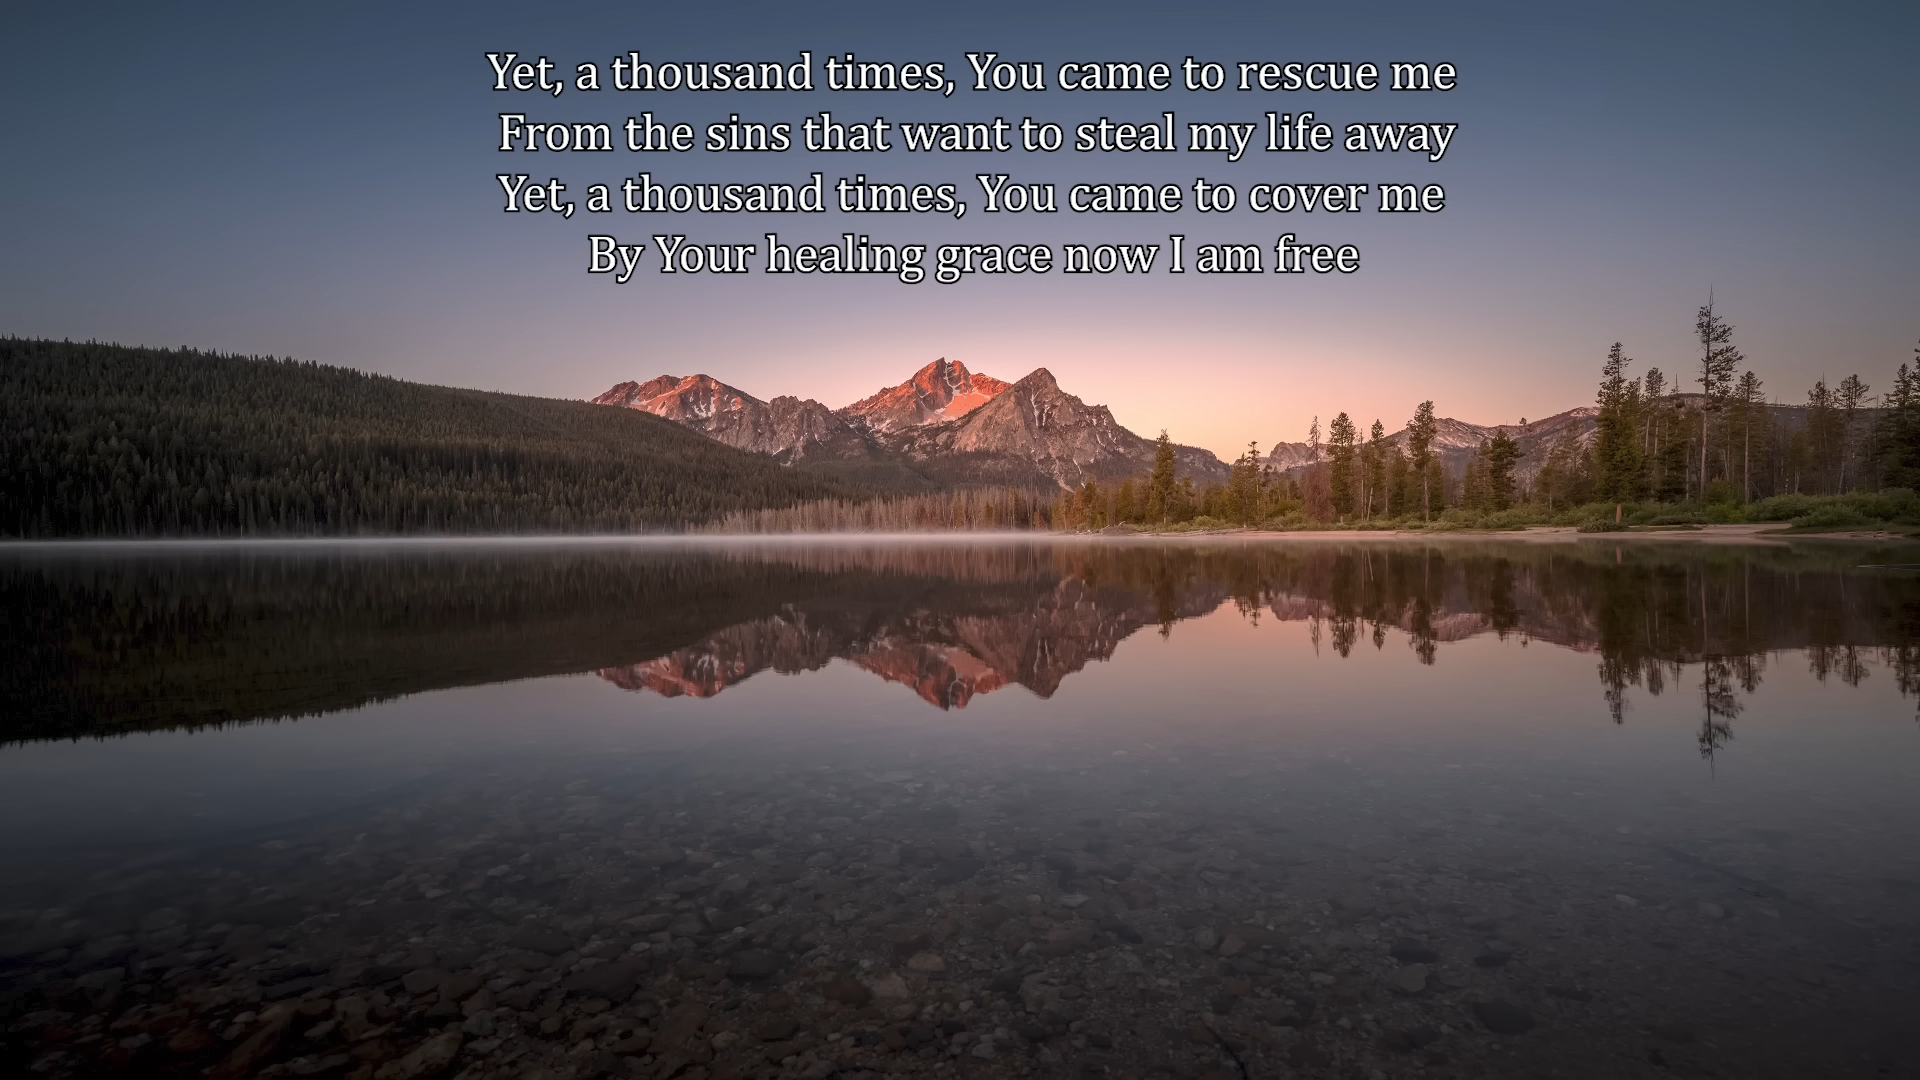 Yet, a thousand times, You came to rescue me
From the sins that want to steal my life away
Yet, a thousand times, You came to cover me
By Your healing grace now I am free